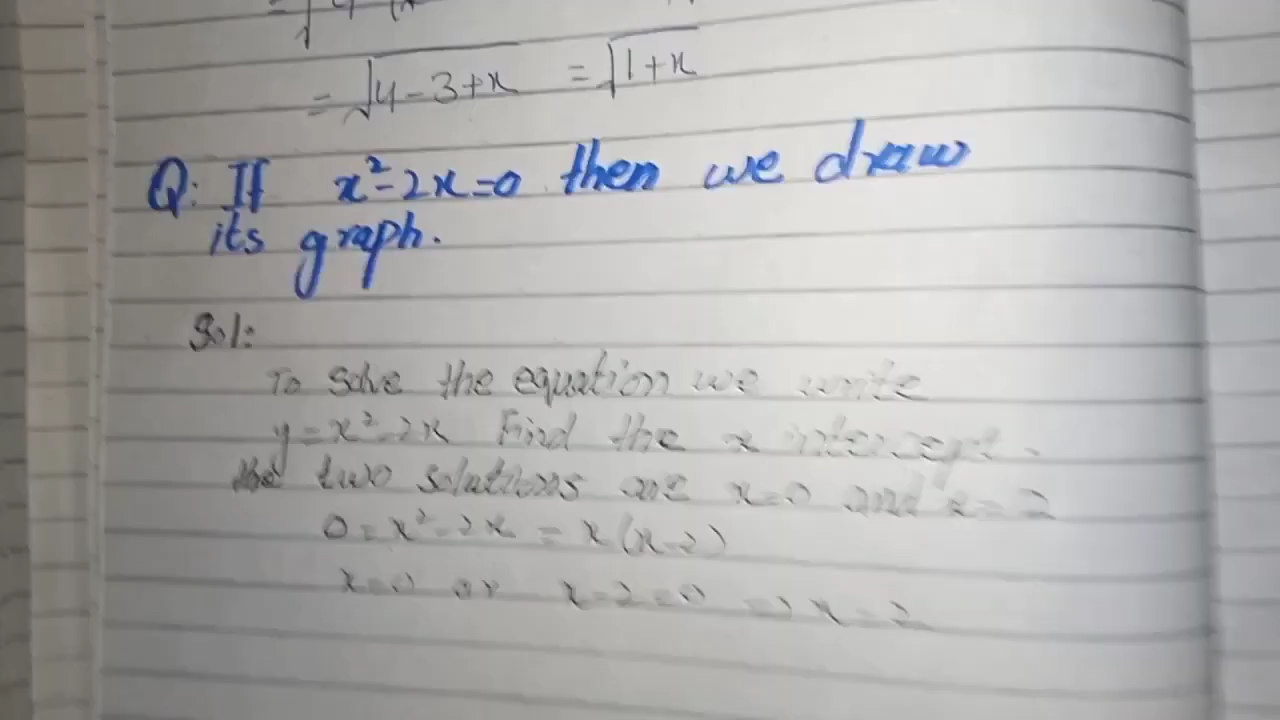 = √4-3+x = √1+x
Q: If x²-2x=0 then we draw
its graph.
Sol:
To solve the equation we write
y=x²-2x Find the x intercept.
two solutions are x=0 and x=2
0=x²-2x = x(x-2)
x=0 or x-2=0 => x=2